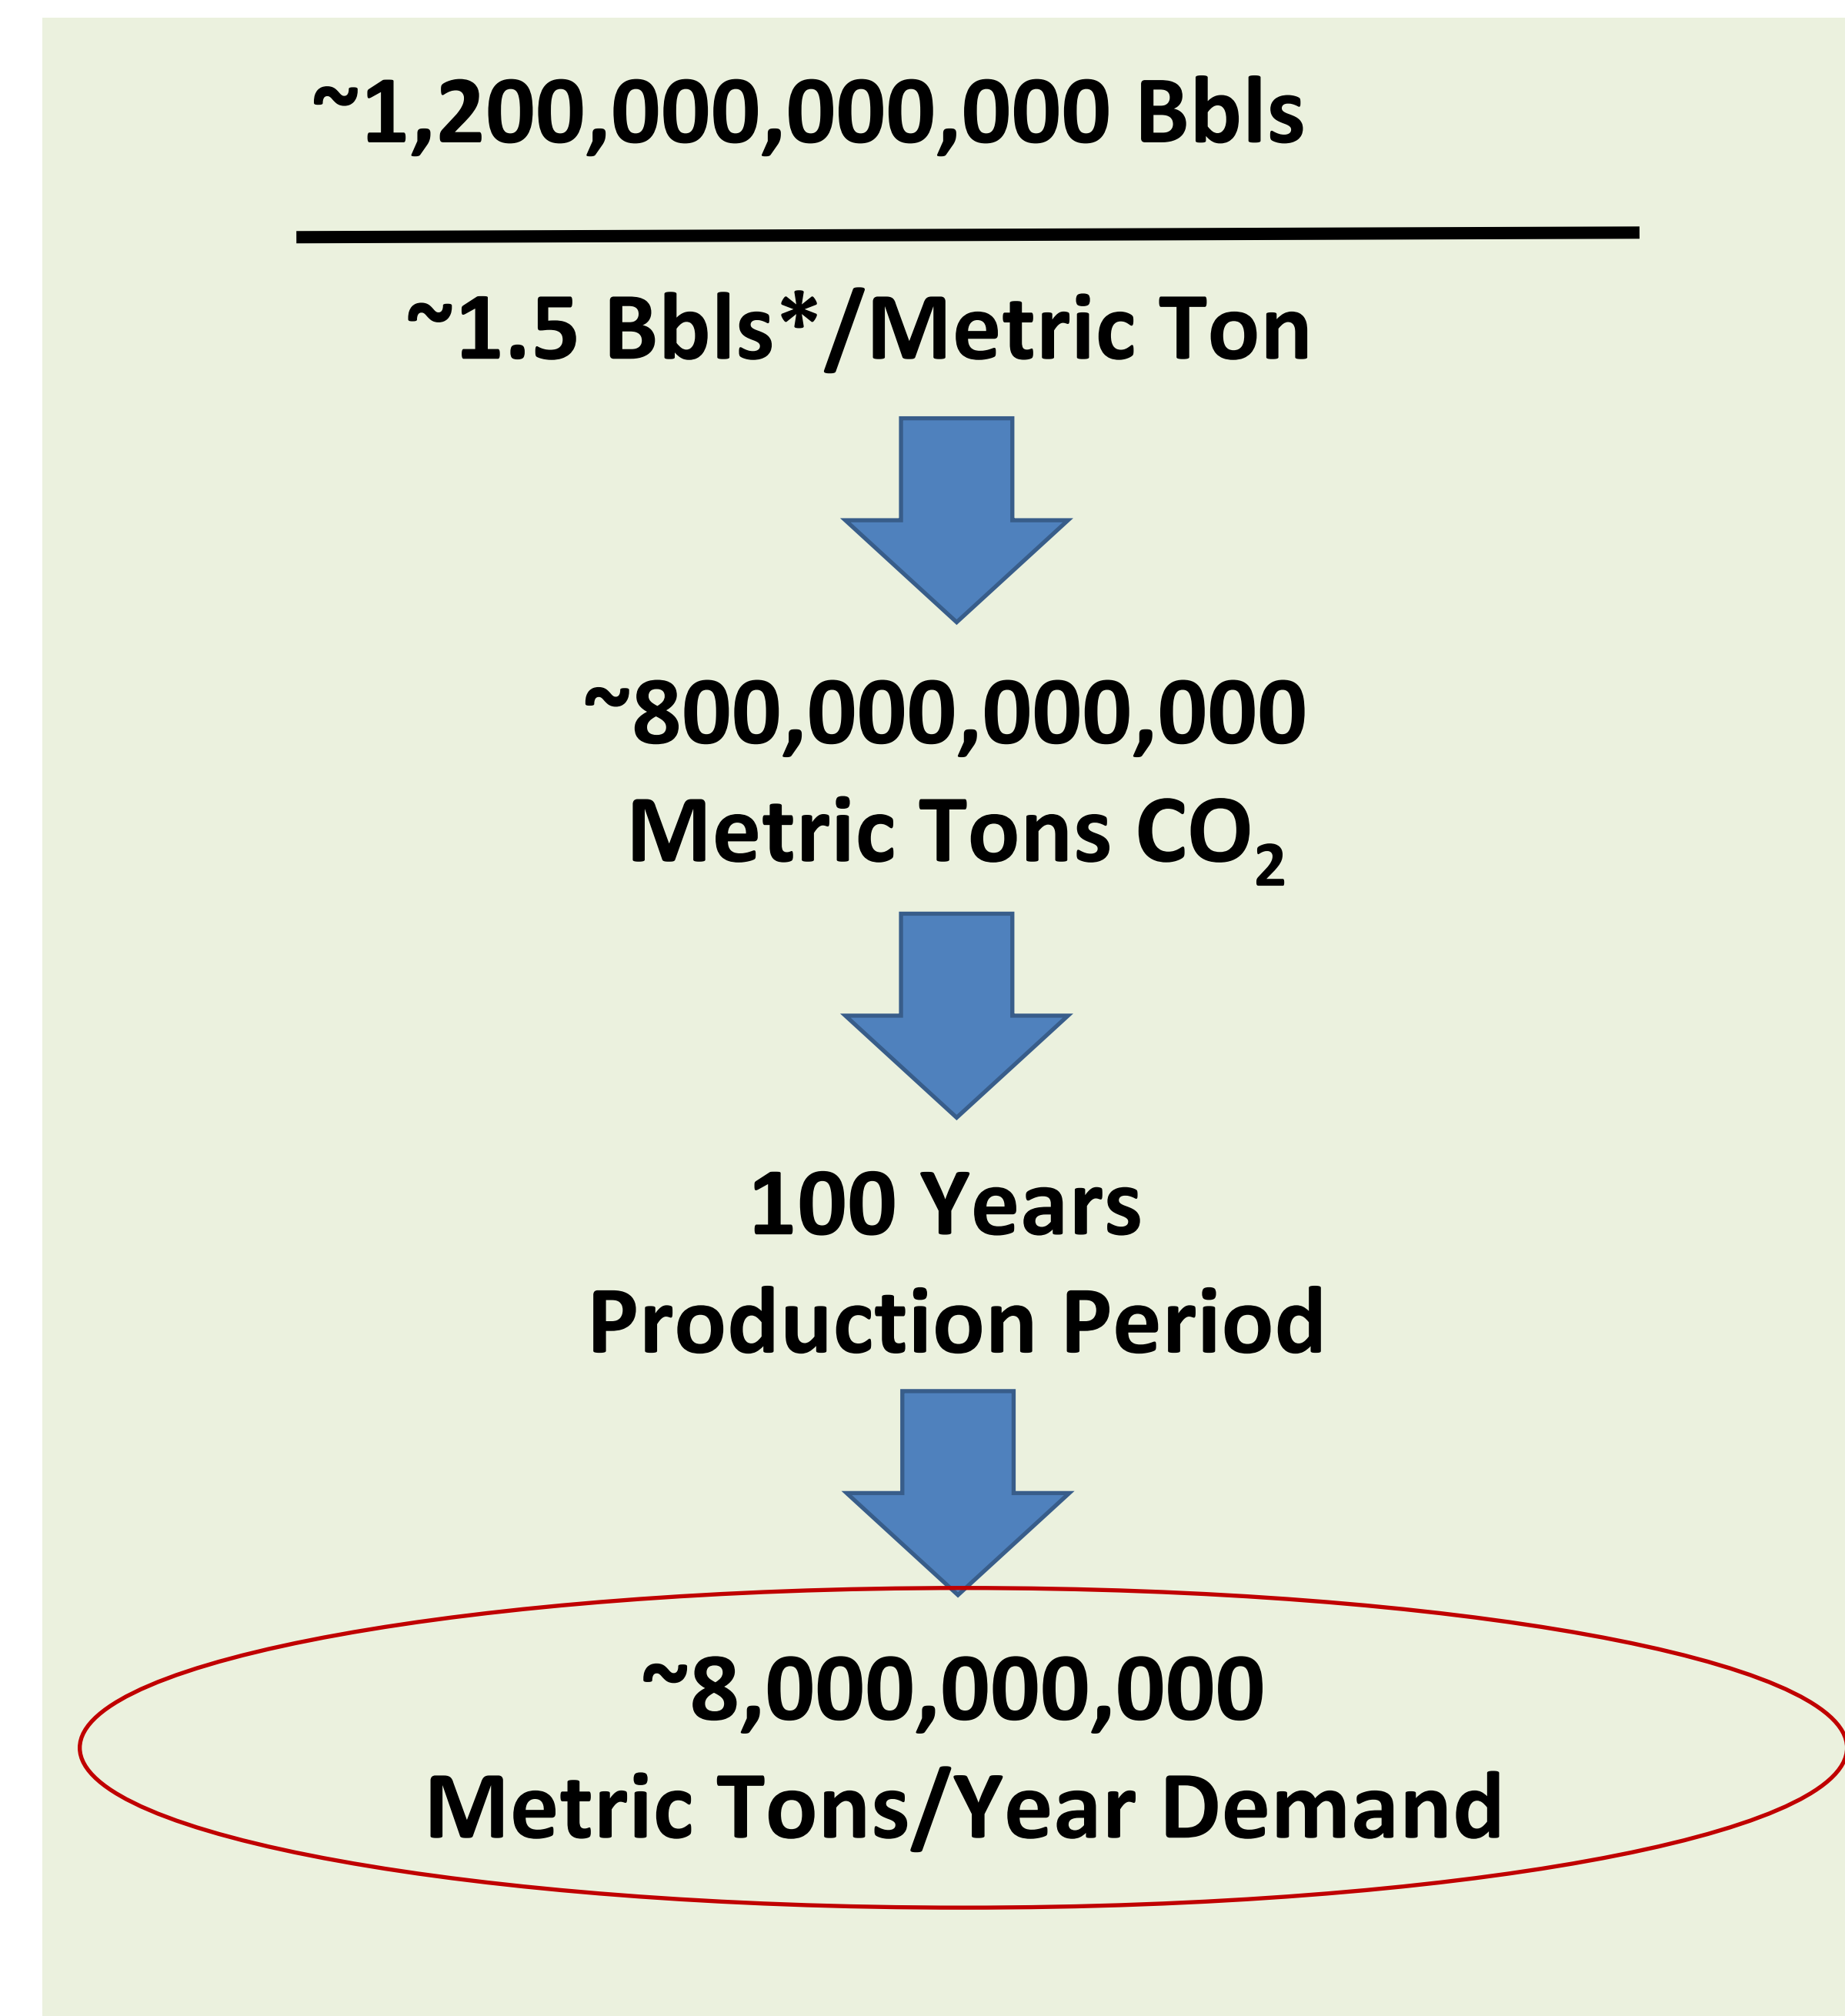 ~1,200,000,000,000 Bbls
~1.5 Bbls*/Metric Ton
~800,000,000,000
Metric Tons CO₂
100 Years
Production Period
~8,000,000,000
Metric Tons/Year Demand